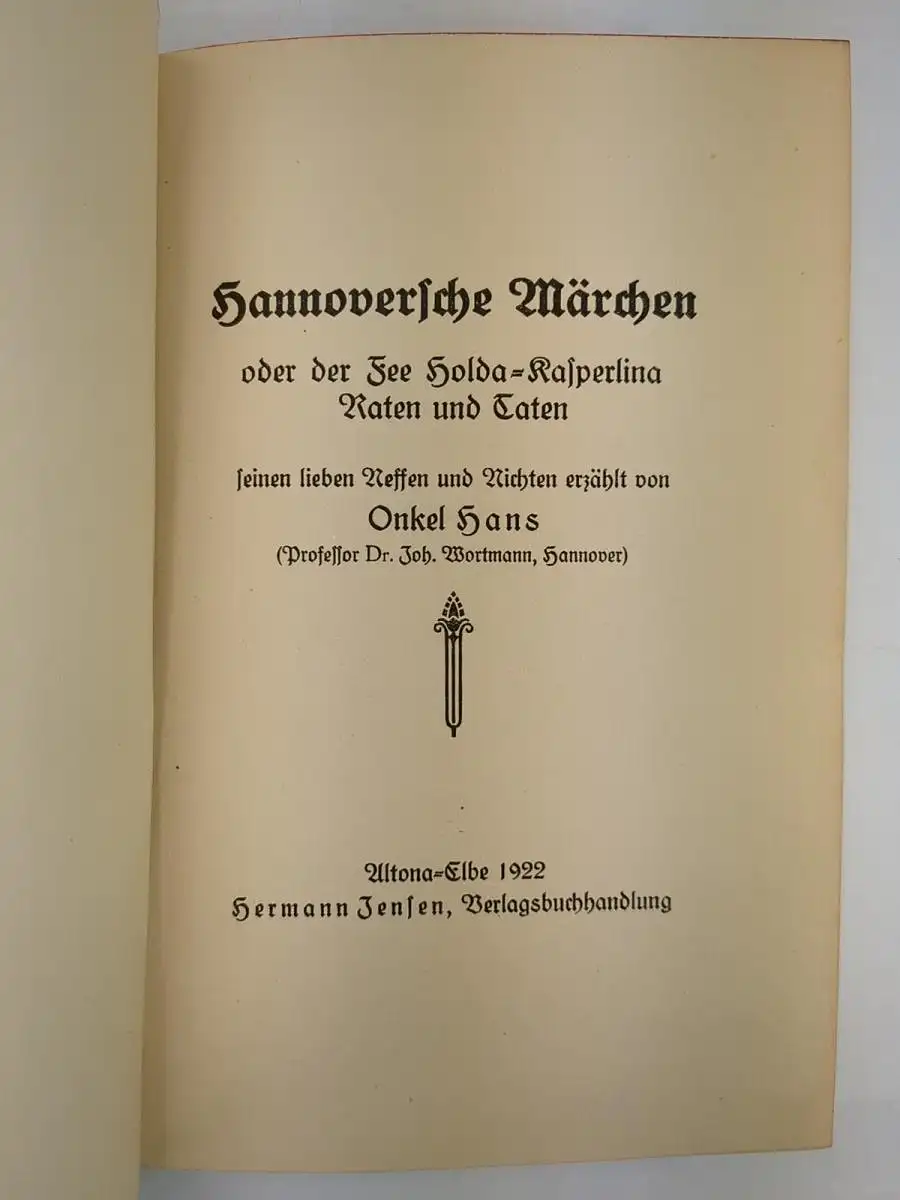 Hannoverſche Märchen
oder der Fee Holda=Kaſperlina
Raten und Taten
ſeinen lieben Neffen und Nichten erzählt von
Onkel Hans
(Profeſſor Dr. Joh. Wortmann, Hannover)
Altona=Elbe 1922
Hermann Jenſen, Verlagsbuchhandlung